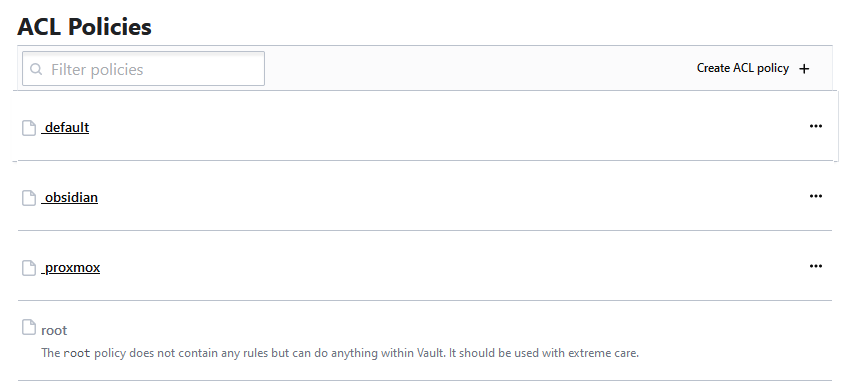 ACL Policies
Filter policies
Create ACL policy +
default
obsidian
proxmox
root
The root policy does not contain any rules but can do anything within Vault. It should be used with extreme care.